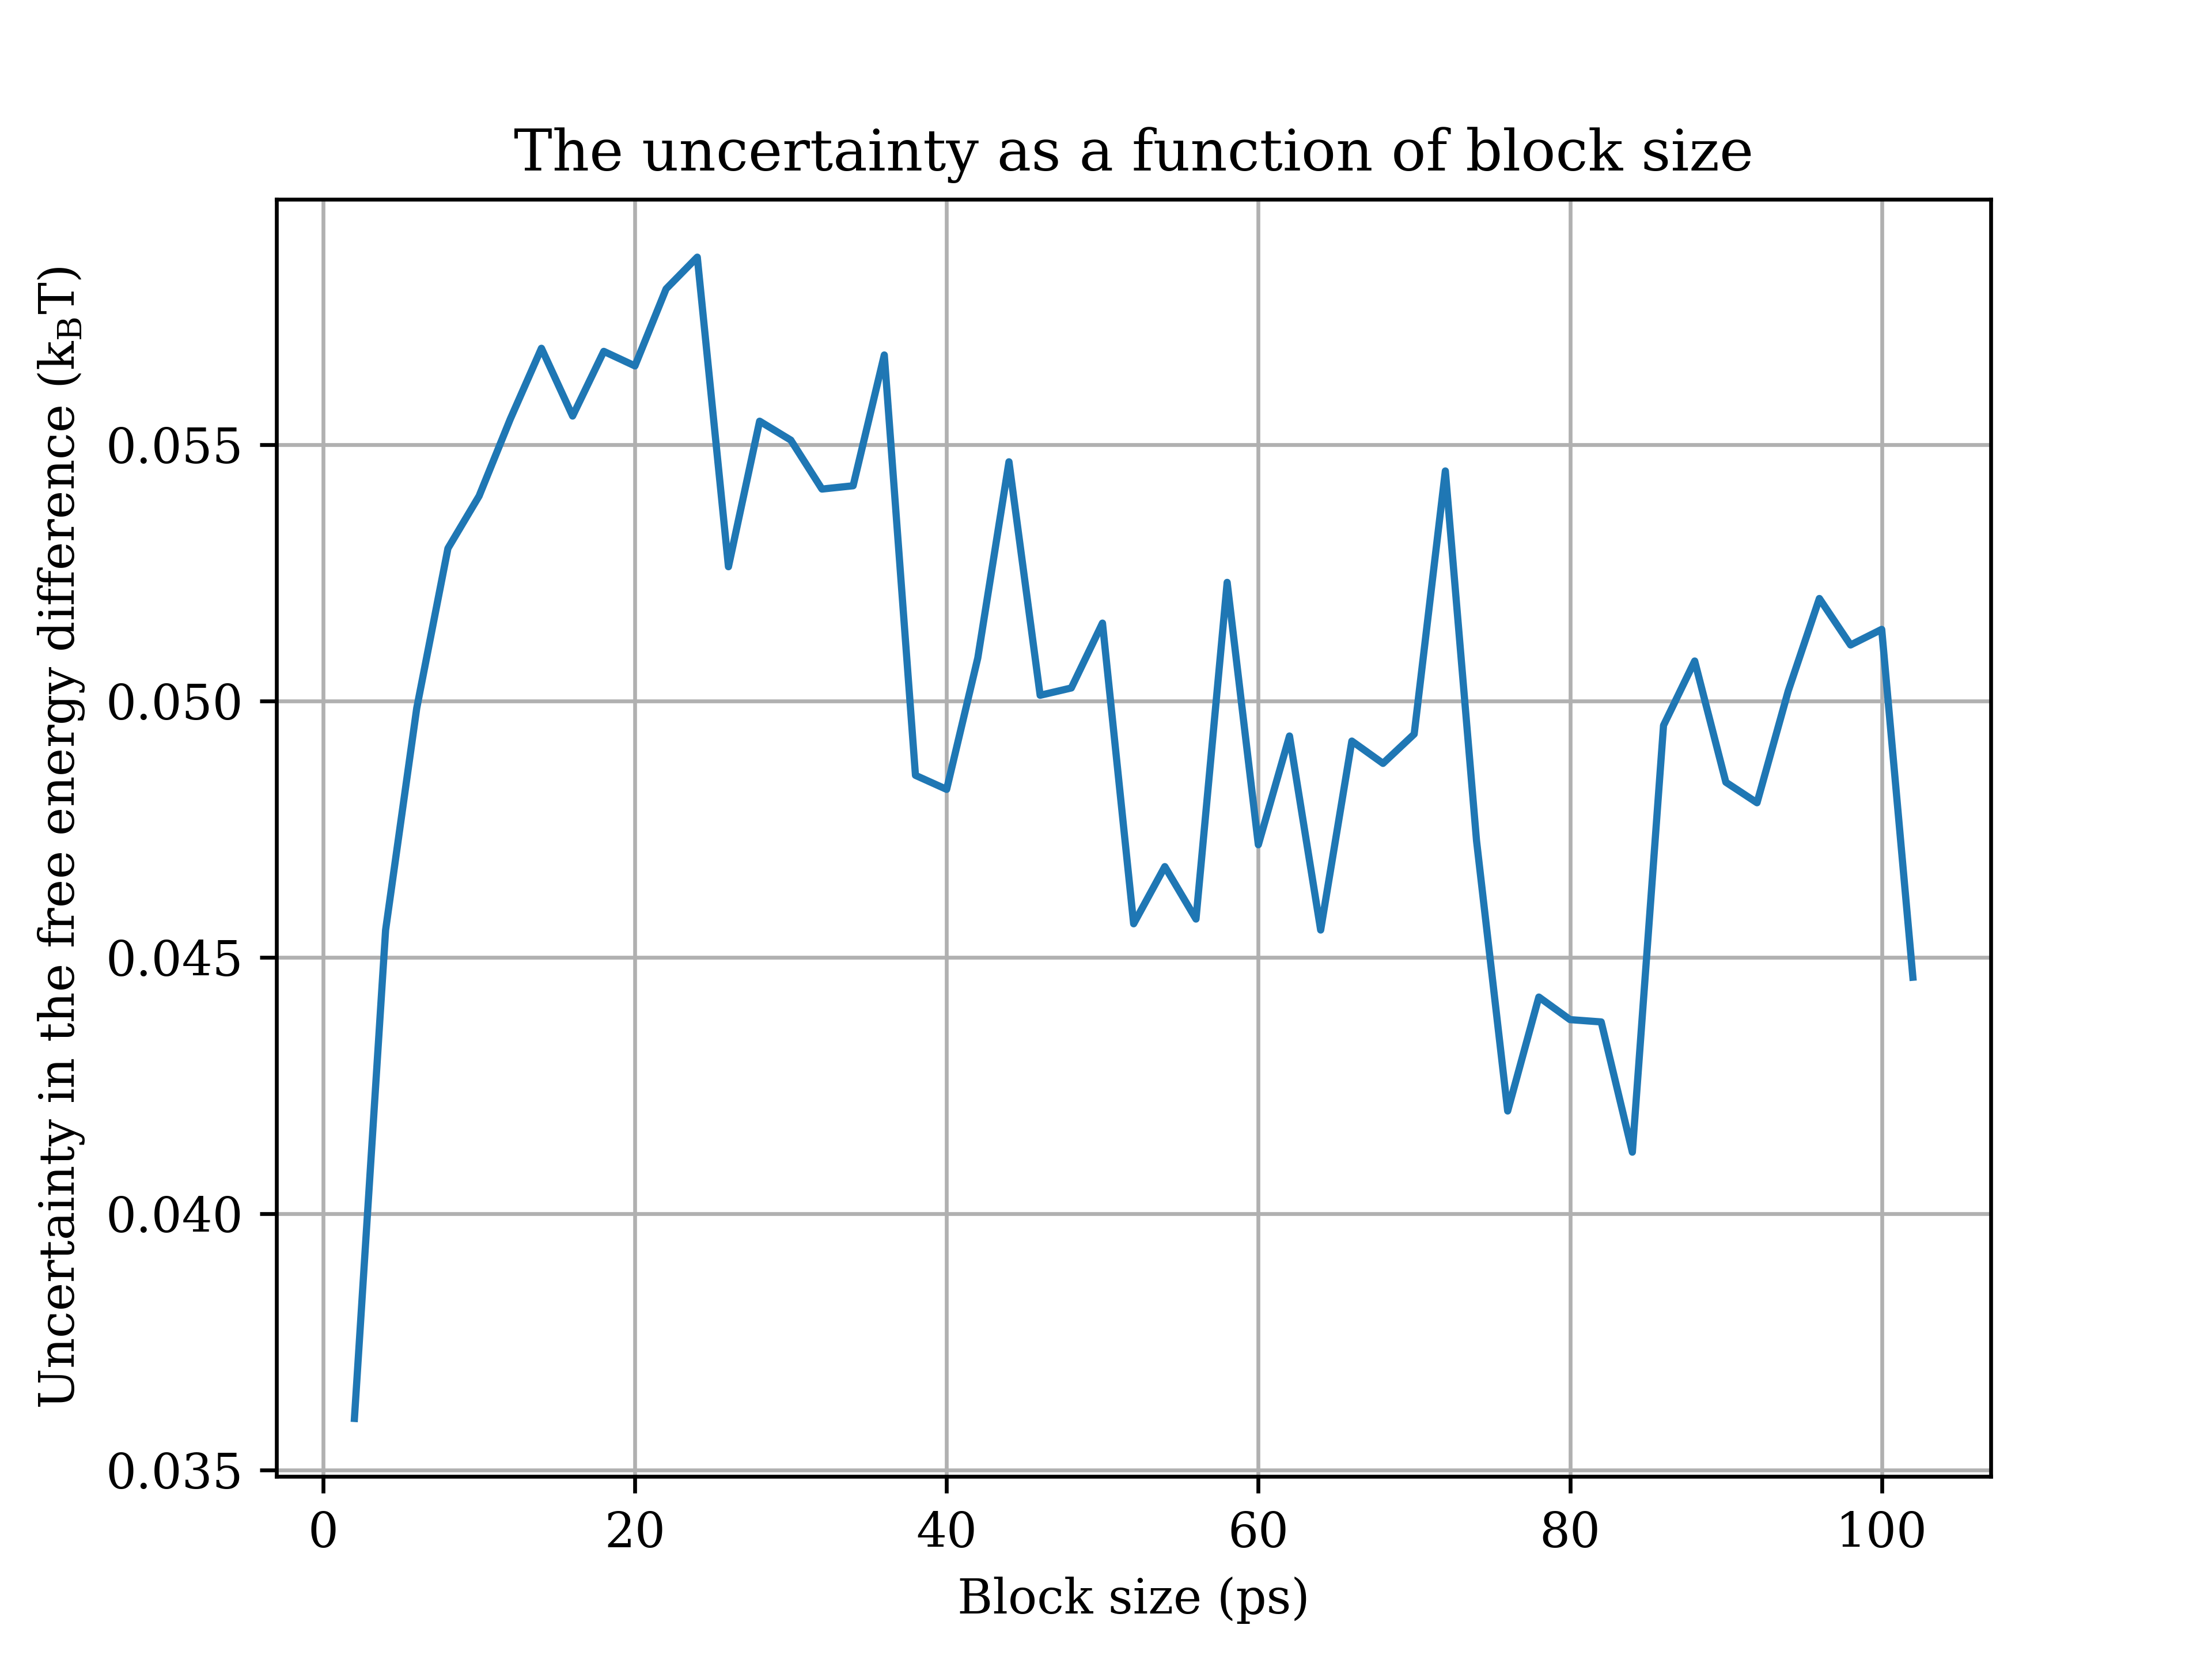 The uncertainty as a function of block size
Uncertainty in the free energy difference (k_BT)
0.055
0.050
0.045
0.040
0.035
0 20 40 60 80 100
Block size (ps)